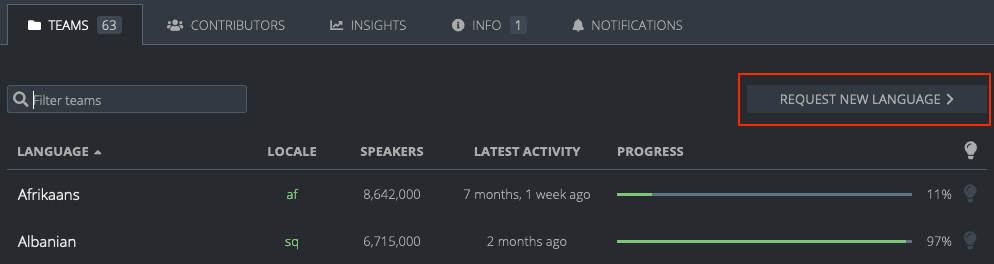 TEAMS 63 CONTRIBUTORS INSIGHTS INFO 1 NOTIFICATIONS
Filter teams REQUEST NEW LANGUAGE
LANGUAGE LOCALE SPEAKERS LATEST ACTIVITY PROGRESS
Afrikaans af 8,642,000 7 months, 1 week ago 11%
Albanian sq 6,715,000 2 months ago 97%